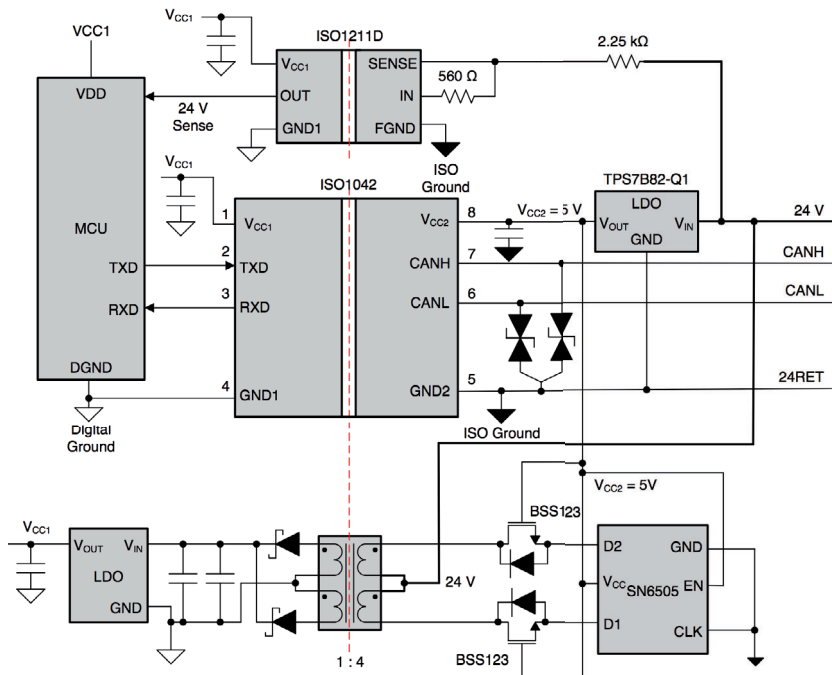 VCC1
VCC1
ISO1211D
2.25 kΩ
VCC1
SENSE
560 Ω
VDD
OUT
IN
24 V
Sense
GND1
FGND
ISO
Ground
VCC1
ISO1042
TPS7B82-Q1
MCU
1
VCC1
VCC2
8
VCC2 = 5 V
VOUT
LDO
VIN
24 V
GND
TXD
2
TXD
CANH
7
CANH
RXD
3
RXD
CANL
6
CANL
DGND
4
GND1
GND2
5
24RET
Digital
Ground
ISO Ground
VCC2 = 5V
BSS123
VCC1
VOUT
VIN
LDO
GND
24 V
D2
GND
VCC
SN6505
EN
D1
CLK
BSS123
1 : 4